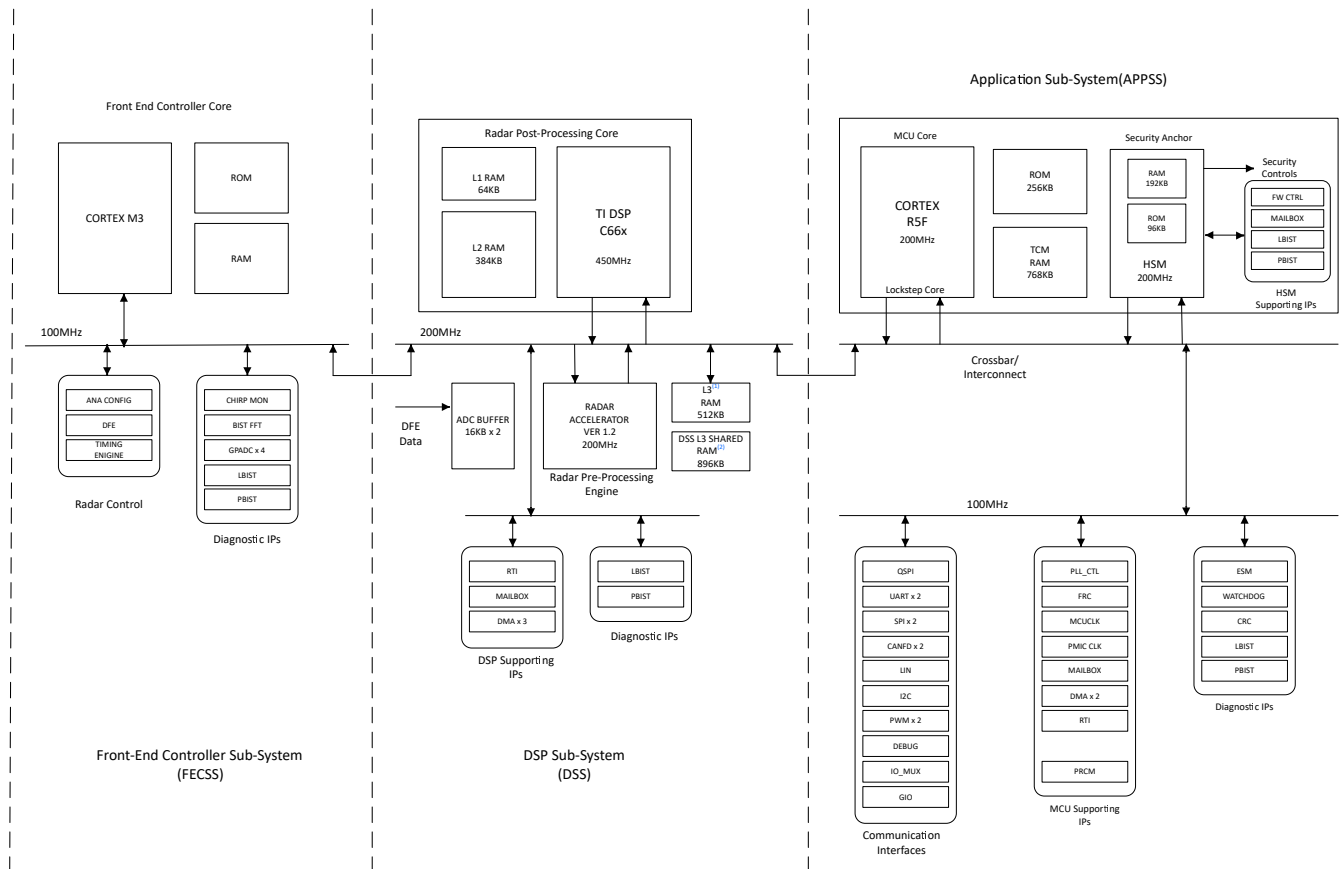 Application Sub-System(APPSS)
Front End Controller Core
CORTEX M3
ROM
RAM
100MHz
ANA CONFIG
DFE
TIMING
ENIGINE
Radar Control
CHIRP MON
BIST FFT
GPADC x 4
LBIST
PBIST
Diagnostic IPs
Front-End Controller Sub-System
(FECSS)
Radar Post-Processing Core
L1 RAM
64KB
L2 RAM
384KB
TI DSP
C66x
450MHz
200MHz
DFE
Data
ADC BUFFER
16KB x 2
RADAR
ACCELERATOR
VER 1.2
200MHz
Radar Pre-Processing
Engine
L3(1)
RAM
512KB
DSS L3 SHARED
RAM(2)
896KB
RTI
MAILBOX
DMA x 3
DSP Supporting
IPs
LBIST
PBIST
Diagnostic IPs
DSP Sub-System
(DSS)
MCU Core
CORTEX
R5F
200MHz
Lockstep Core
ROM
256KB
TCM
RAM
768KB
Security Anchor
RAM
192KB
ROM
96KB
HSM
200MHz
Security
Controls
FW CTRL
MAILBOX
LBIST
PBIST
HSM
Supporting IPs
Crossbar/
Interconnect
100MHz
QSPI
UART x 2
SPI x 2
CANFD x 2
LIN
I2C
PWM x 2
DEBUG
IO_MUX
GIO
Communication
Interfaces
PLL_CTL
FRC
MCUCLK
PMIC CLK
MAILBOX
DMA x 2
RTI
PRCM
MCU Supporting
IPs
ESM
WATCHDOG
CRC
LBIST
PBIST
Diagnostic IPs